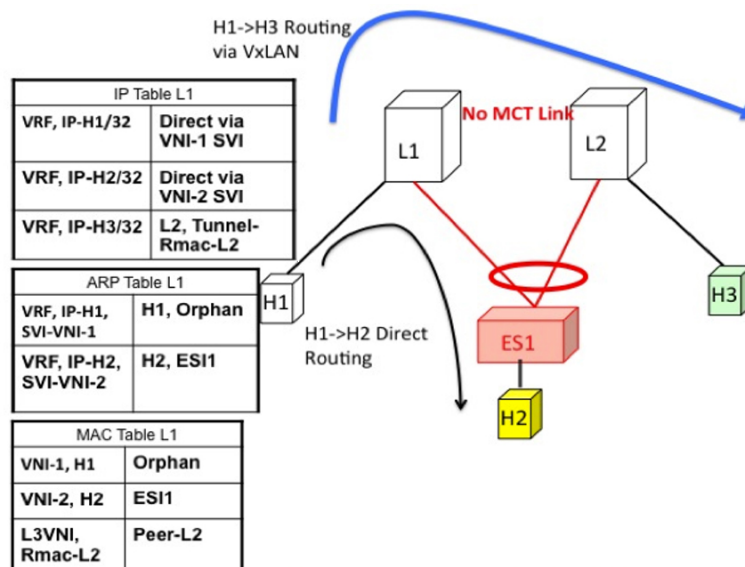 H1->H3 Routing
via VxLAN
IP Table L1
VRF, IP-H1/32
Direct via
VNI-1 SVI
VRF, IP-H2/32
Direct via
VNI-2 SVI
VRF, IP-H3/32
L2, Tunnel-
Rmac-L2
ARP Table L1
VRF, IP-H1,
SVI-VNI-1
H1, Orphan
VRF, IP-H2,
SVI-VNI-2
H2, ESI1
MAC Table L1
VNI-1, H1
Orphan
VNI-2, H2
ESI1
L3VNI,
Rmac-L2
Peer-L2
No MCT Link
L1
L2
H1
H3
H1->H2 Direct
Routing
ES1
H2